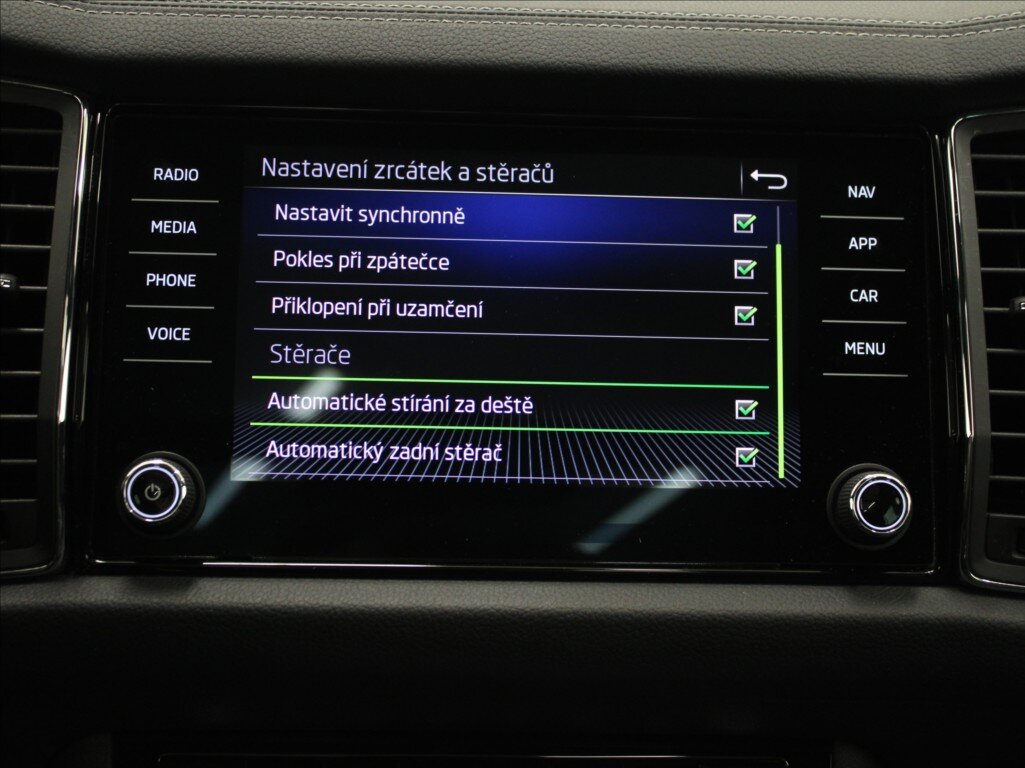 RADIO
MEDIA
PHONE
VOICE
Nastavení zrcátek a stěračů
Nastavit synchronně
Pokles při zpátečce
Přiklopení při uzamčení
Stěrače
Automatické stírání za deště
Automatický zadní stěrač
NAV
APP
CAR
MENU